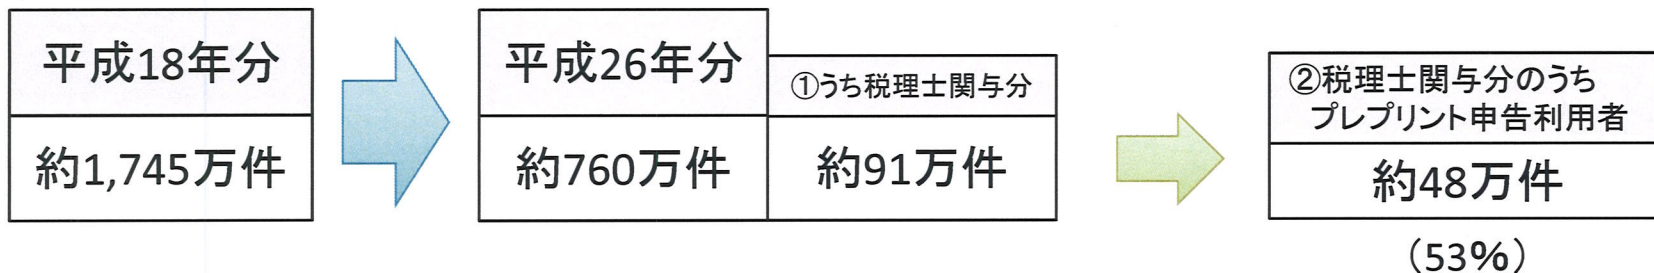 平成18年分
約1,745万件
平成26年分
①うち税理士関与分
約760万件
約91万件
②税理士関与分のうち
プレプリント申告利用者
約48万件
(53%)